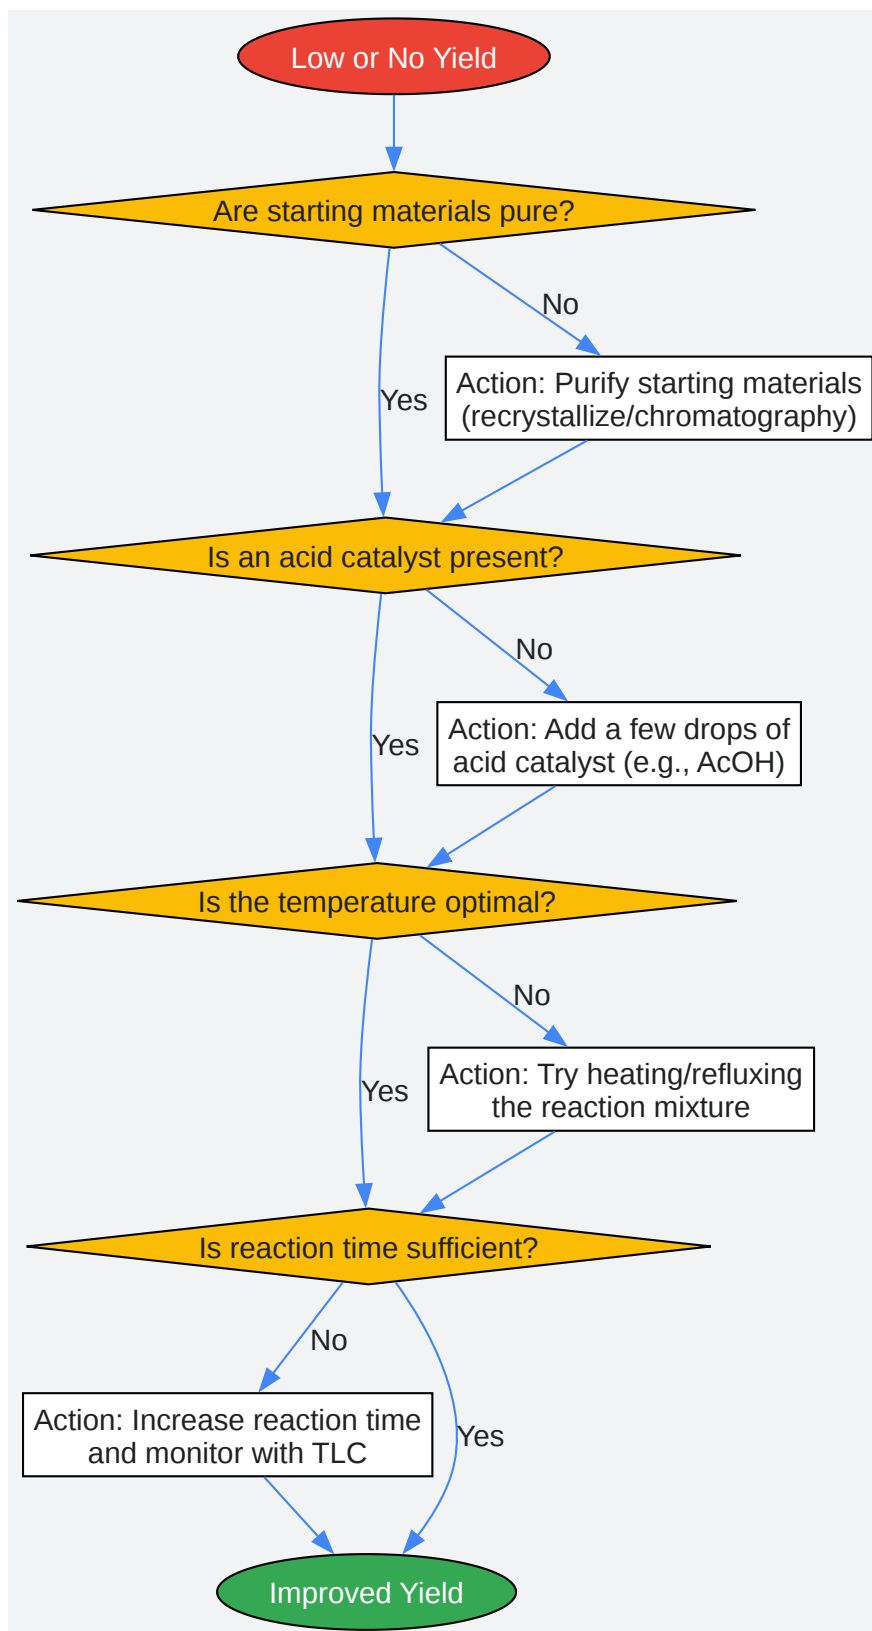 Low or No Yield
Are starting materials pure?
No
Action: Purify starting materials
(recrystallize/chromatography)
Yes
Is an acid catalyst present?
No
Action: Add a few drops of
acid catalyst (e.g., AcOH)
Yes
Is the temperature optimal?
No
Action: Try heating/refluxing
the reaction mixture
Yes
Is reaction time sufficient?
No
Action: Increase reaction time
and monitor with TLC
Yes
Improved Yield